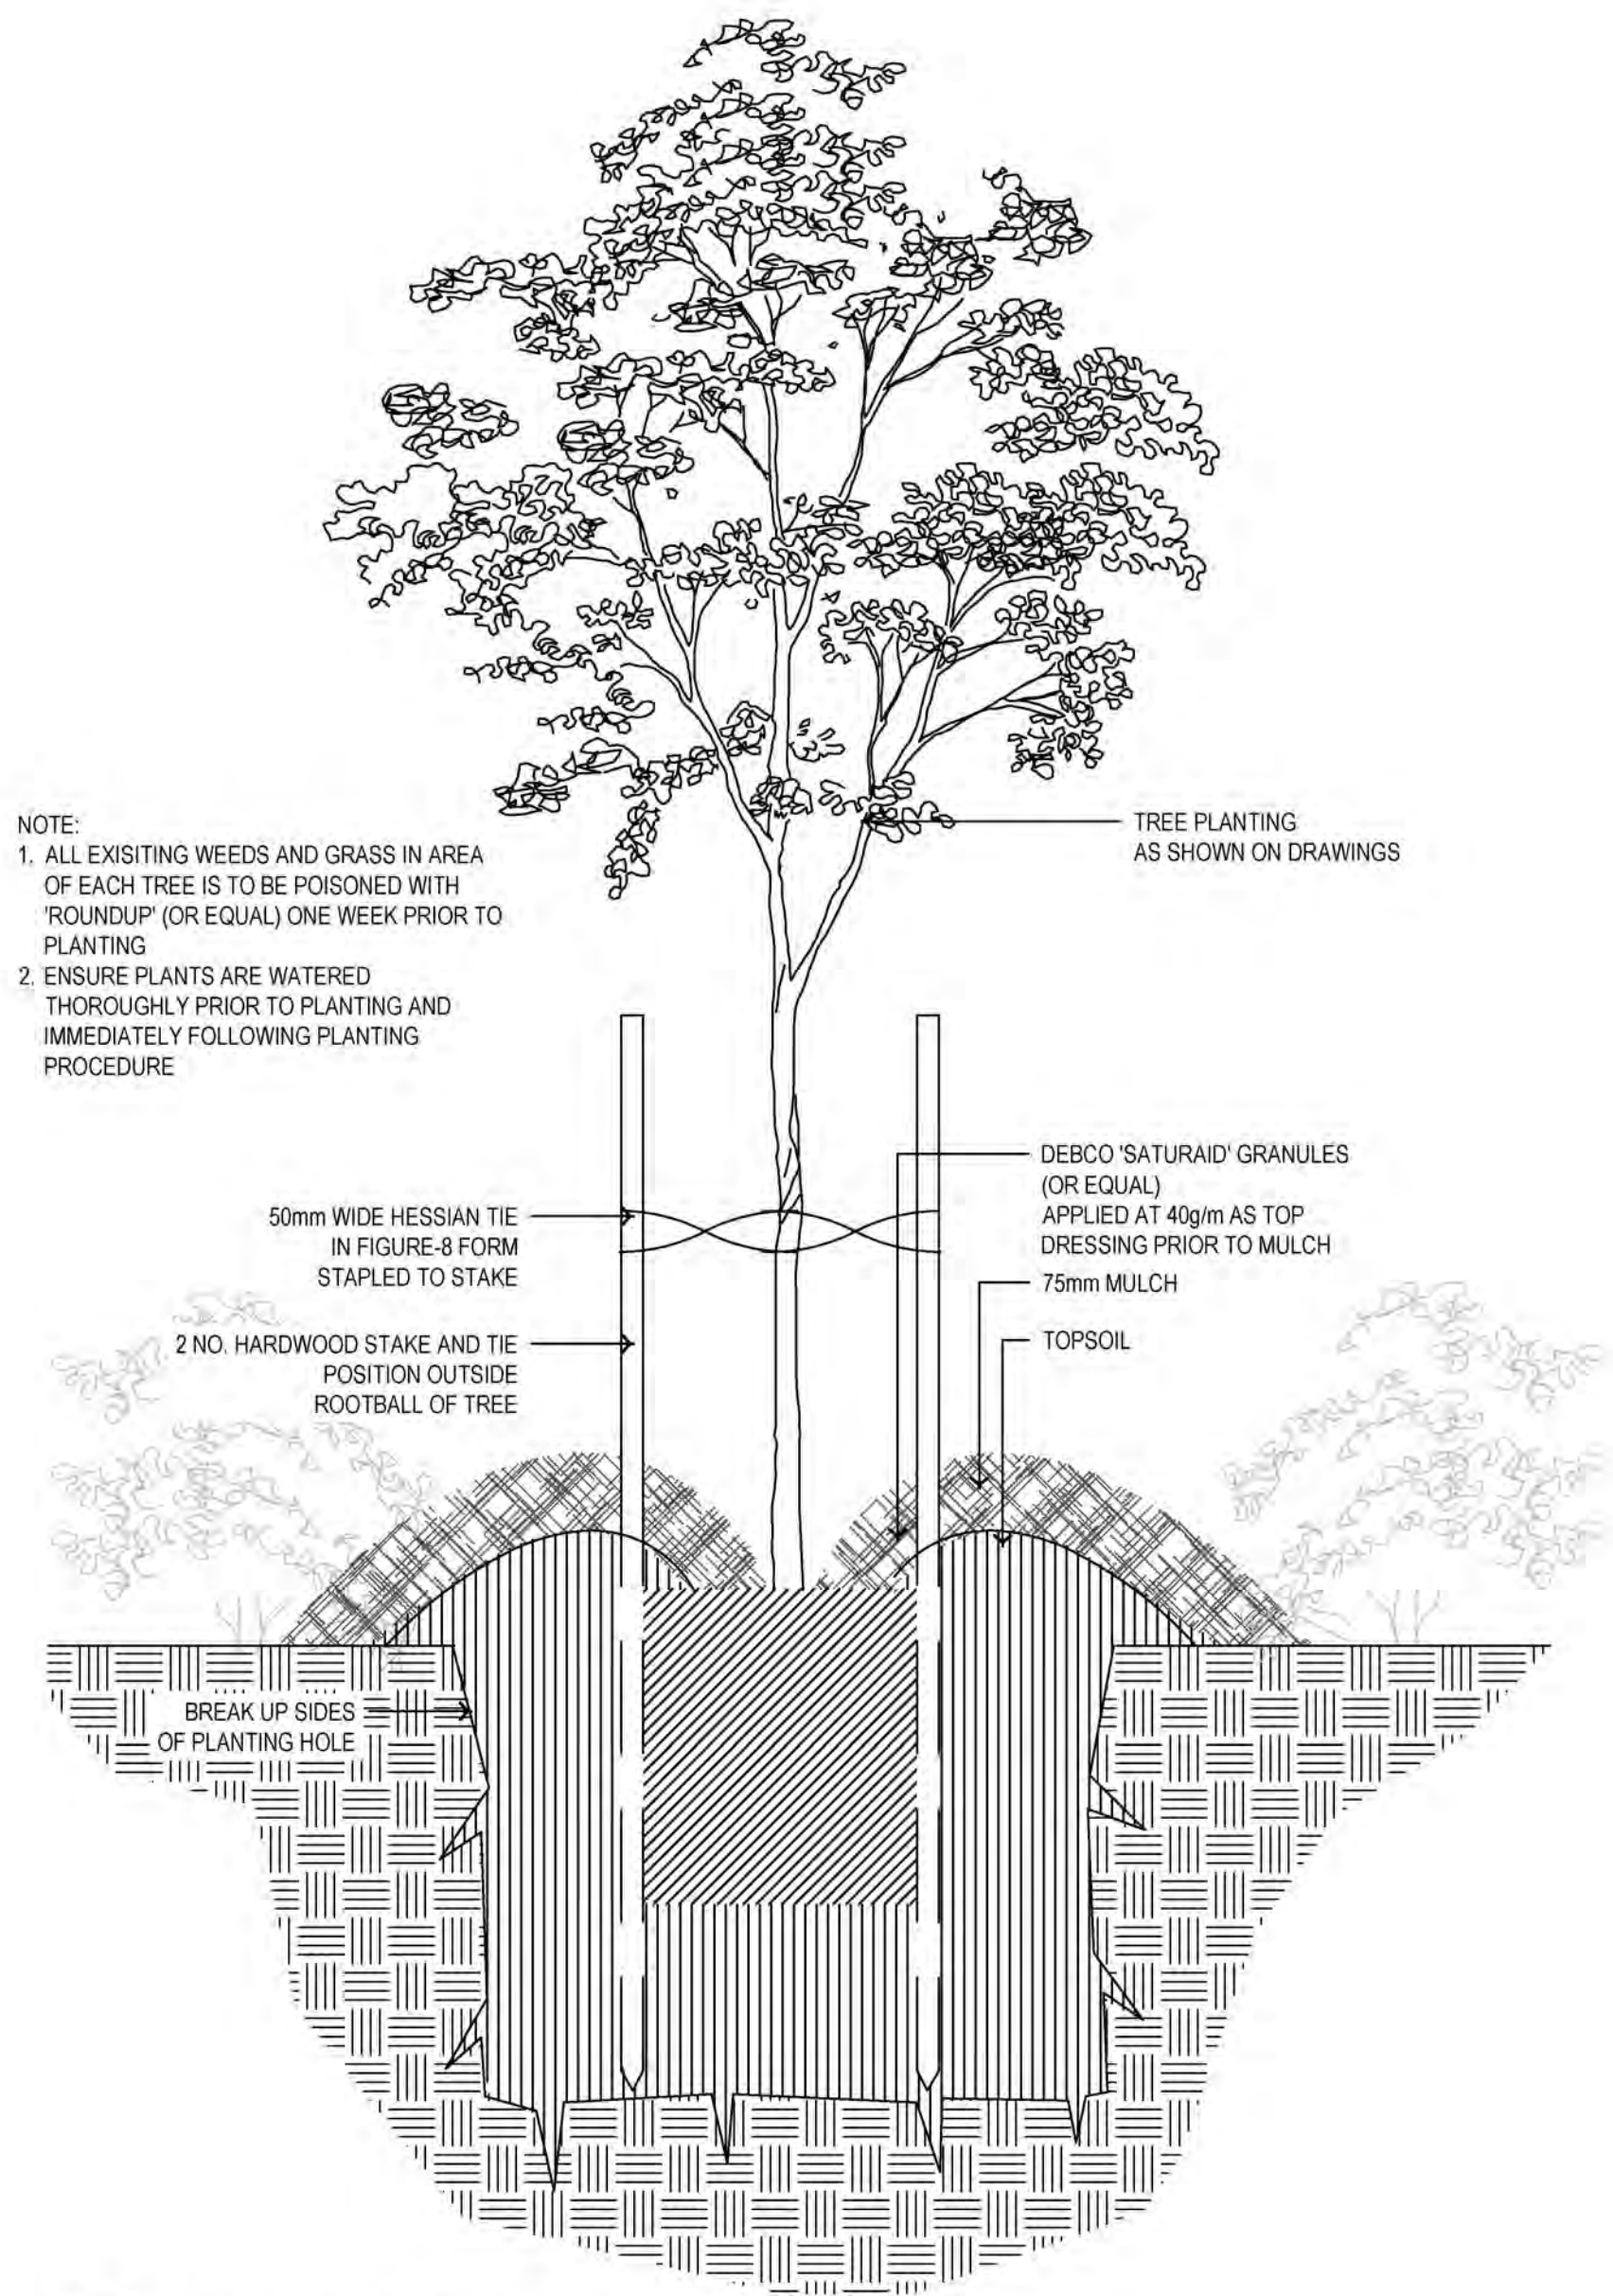 NOTE:
1. ALL EXISITING WEEDS AND GRASS IN AREA
OF EACH TREE IS TO BE POISONED WITH
'ROUNDUP' (OR EQUAL) ONE WEEK PRIOR TO
PLANTING
2. ENSURE PLANTS ARE WATERED
THOROUGHLY PRIOR TO PLANTING AND
IMMEDIATELY FOLLOWING PLANTING
PROCEDURE
TREE PLANTING
AS SHOWN ON DRAWINGS
50mm WIDE HESSIAN TIE
IN FIGURE-8 FORM
STAPLED TO STAKE
2 NO. HARDWOOD STAKE AND TIE
POSITION OUTSIDE
ROOTBALL OF TREE
DEBCO 'SATURAID' GRANULES
(OR EQUAL)
APPLIED AT 40g/m AS TOP
DRESSING PRIOR TO MULCH
75mm MULCH
TOPSOIL
BREAK UP SIDES
OF PLANTING HOLE